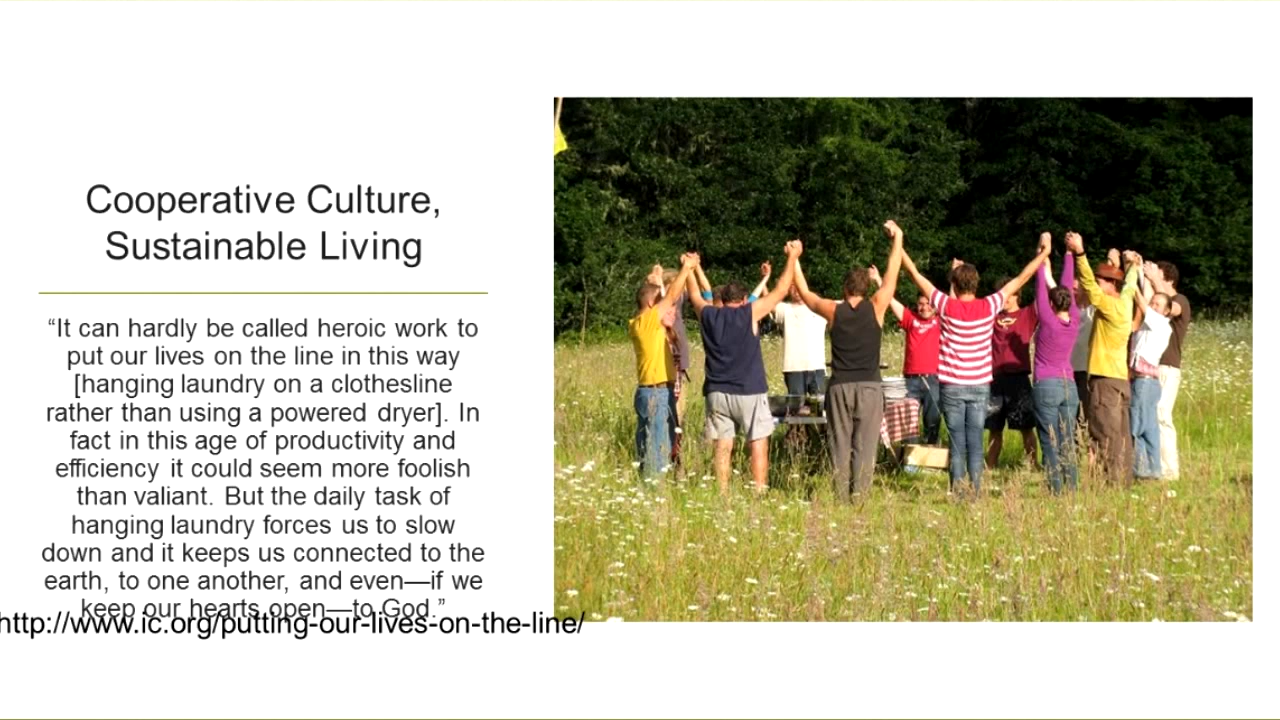 Cooperative Culture,
Sustainable Living
“It can hardly be called heroic work to
put our lives on the line in this way
[hanging laundry on a clothesline
rather than using a powered dryer]. In
fact in this age of productivity and
efficiency it could seem more foolish
than valiant. But the daily task of
hanging laundry forces us to slow
down and it keeps us connected to the
earth, to one another, and even—if we
keep our hearts open—to God.”
http://www.ic.org/putting-our-lives-on-the-line/